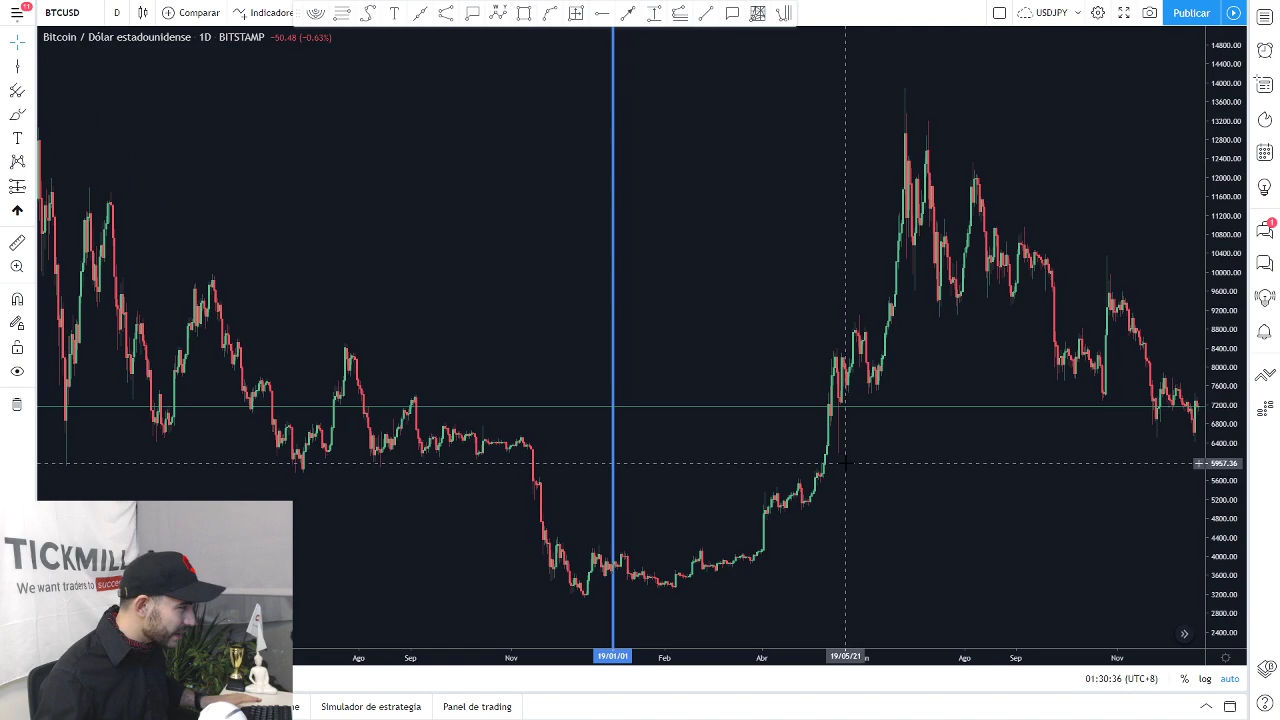 11
BTCUSD
D
Comparar
Indicadore
USDJPY
Publicar
Bitcoin / Dólar estadounidense 1D BITSTAMP −50.48 (−0.63%)
14800.00
14400.00
14000.00
13600.00
13200.00
12800.00
12400.00
12000.00
11600.00
11200.00
10800.00
10400.00
10000.00
9600.00
9200.00
8800.00
8400.00
8000.00
7600.00
7200.00
6800.00
6400.00
5957.36
5600.00
5200.00
4800.00
4400.00
4000.00
3600.00
3200.00
2800.00
2400.00
1
TICKMILL
We want traders to success
Ago
Sep
Nov
19/01/01
Feb
Abr
19/05/21
Ago
Sep
Nov
01:30:36 (UTC+8)
%
log
auto
Simulador de estrategia
Panel de trading